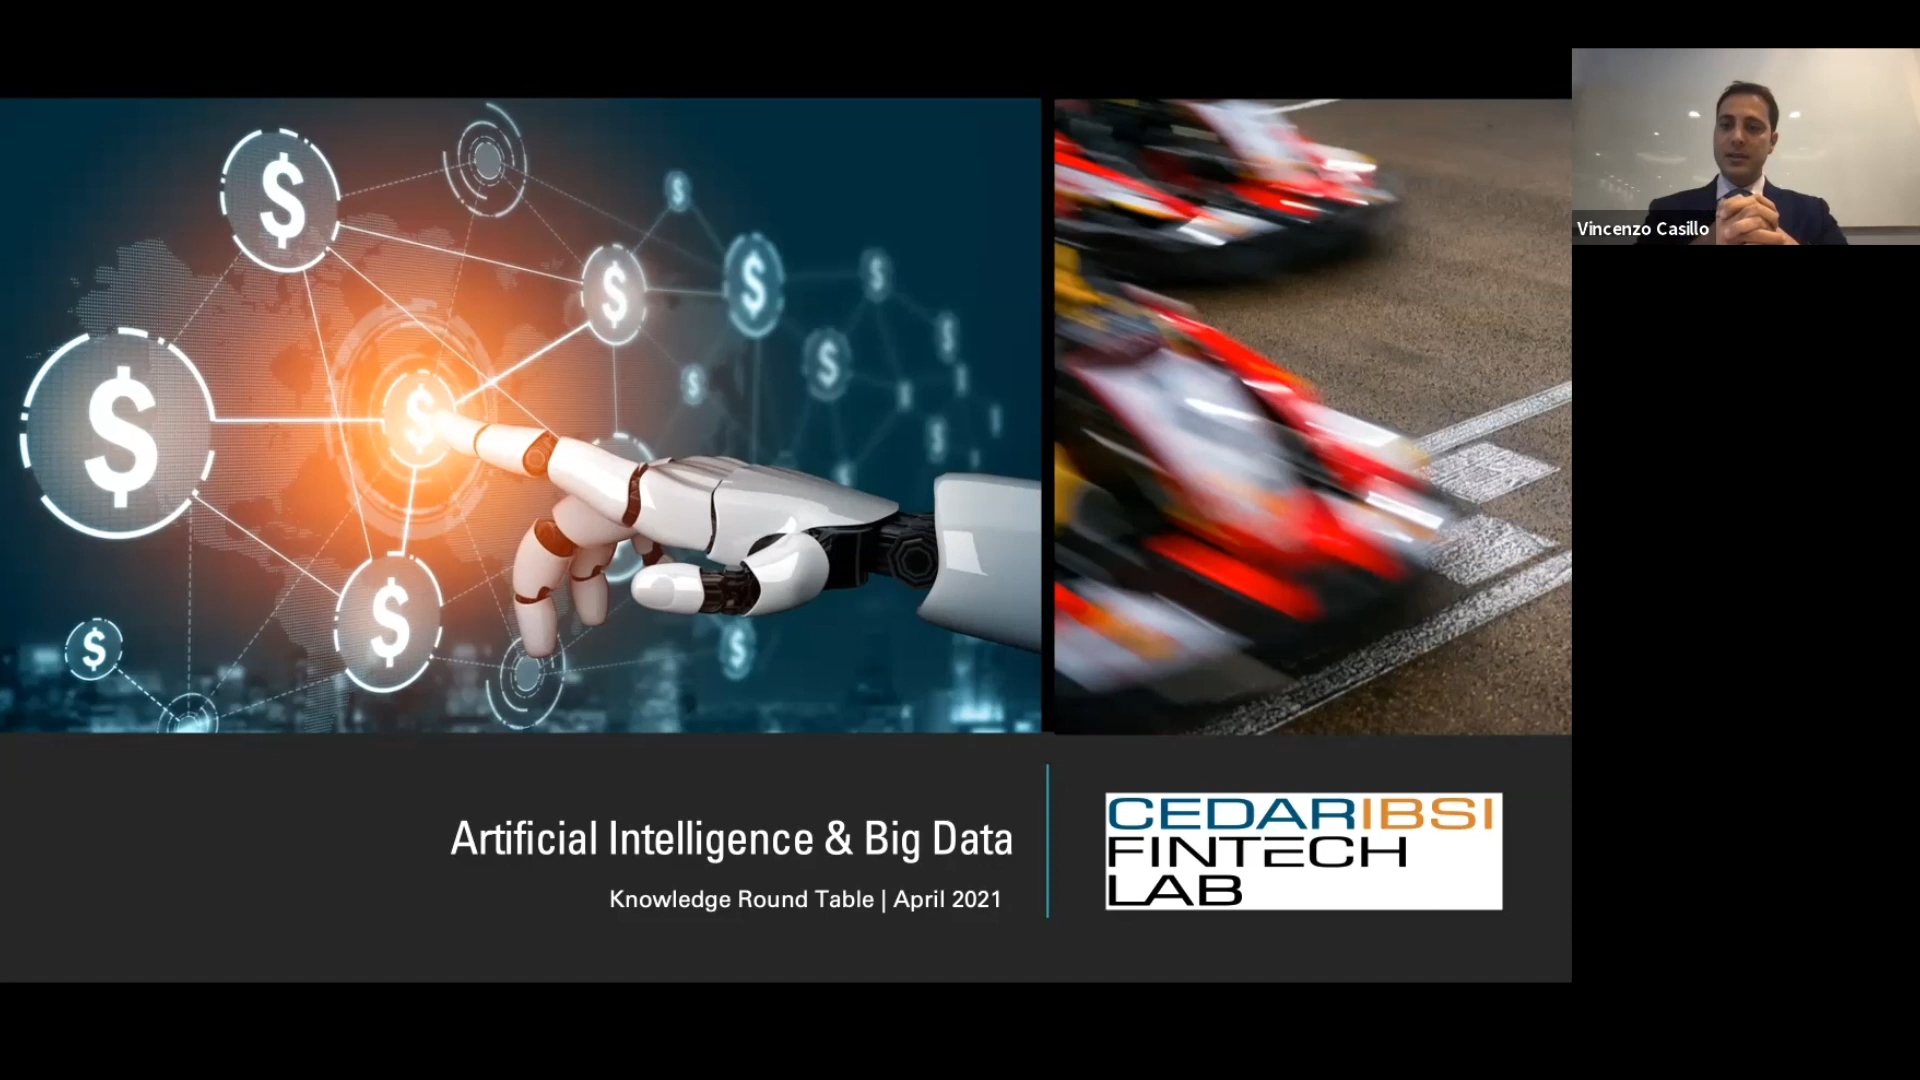 Vincenzo Casillo
Artificial Intelligence & Big Data
Knowledge Round Table | April 2021
CEDARIBSI
FINTECH
LAB